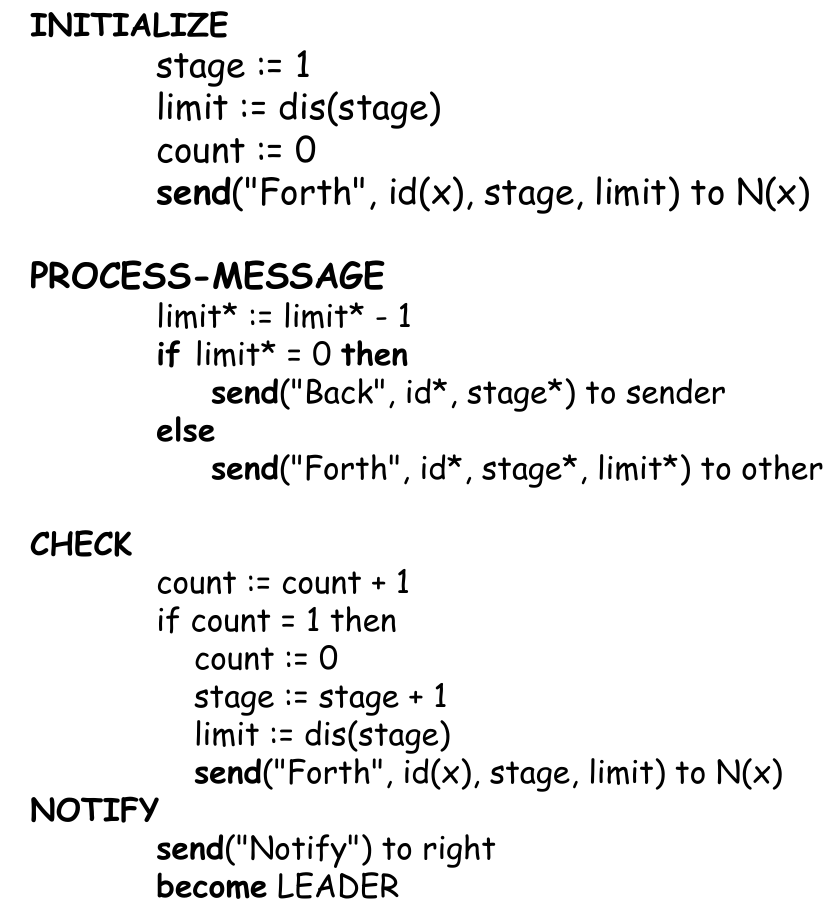 INITIALIZE
stage := 1
limit := dis(stage)
count := 0
send("Forth", id(x), stage, limit) to N(x)
PROCESS-MESSAGE
limit* := limit* - 1
if limit* = 0 then
send("Back", id*, stage*) to sender
else
send("Forth", id*, stage*, limit*) to other
CHECK
count := count + 1
if count = 1 then
count := 0
stage := stage + 1
limit := dis(stage)
send("Forth", id(x), stage, limit) to N(x)
NOTIFY
send("Notify") to right
become LEADER